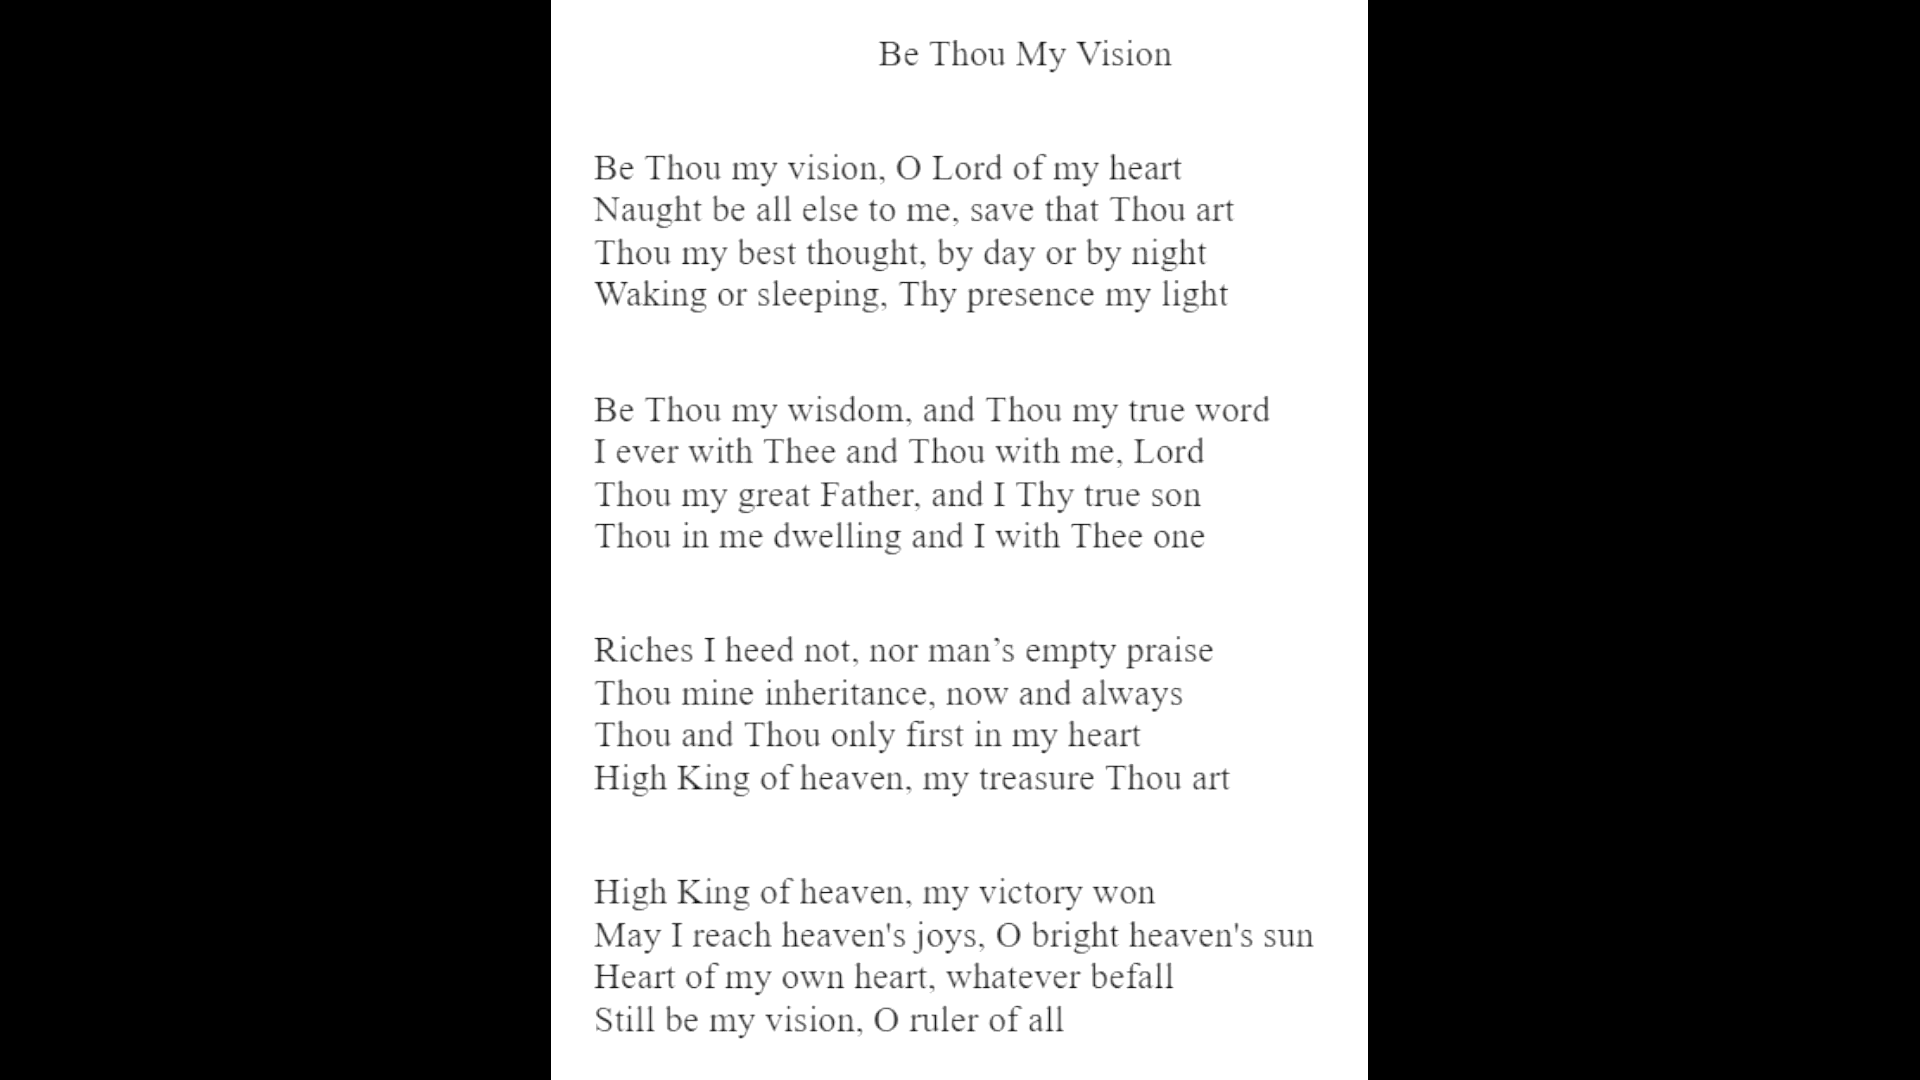 Be Thou My Vision
Be Thou my vision, O Lord of my heart
Naught be all else to me, save that Thou art
Thou my best thought, by day or by night
Waking or sleeping, Thy presence my light
Be Thou my wisdom, and Thou my true word
I ever with Thee and Thou with me, Lord
Thou my great Father, and I Thy true son
Thou in me dwelling and I with Thee one
Riches I heed not, nor man’s empty praise
Thou mine inheritance, now and always
Thou and Thou only first in my heart
High King of heaven, my treasure Thou art
High King of heaven, my victory won
May I reach heaven's joys, O bright heaven's sun
Heart of my own heart, whatever befall
Still be my vision, O ruler of all